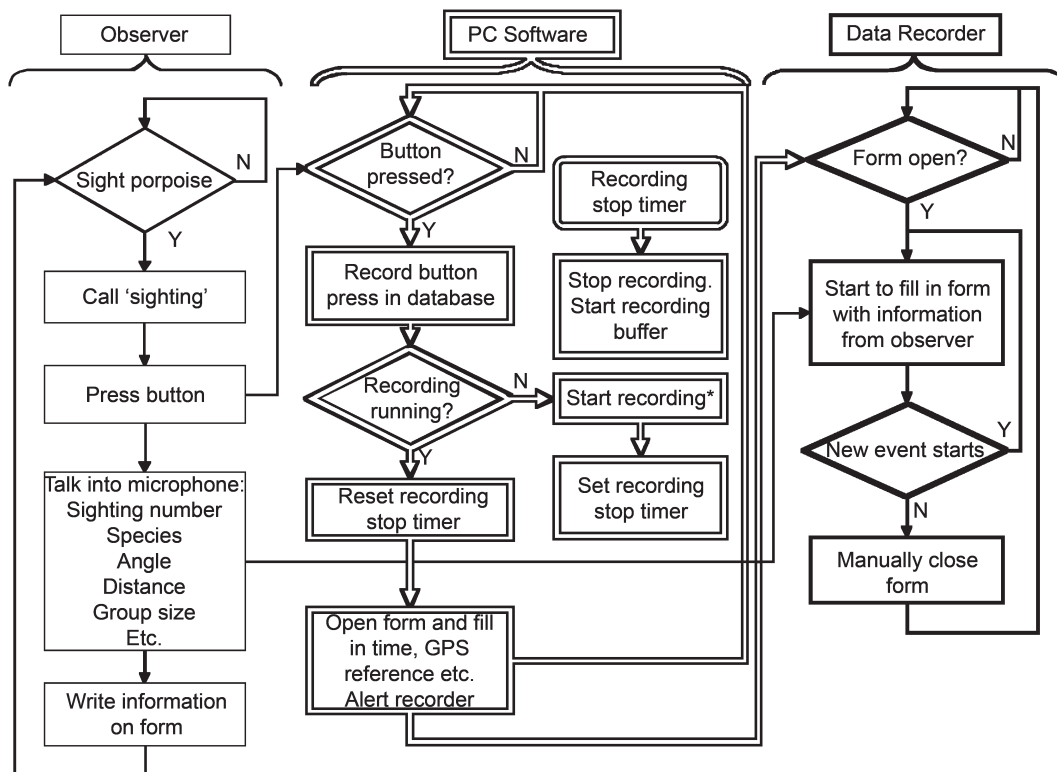 Observer
Sight porpoise
N
Y
Call ‘sighting’
Press button
Talk into microphone:
Sighting number
Species
Angle
Distance
Group size
Etc.
Write information
on form
PC Software
Button
pressed?
N
Y
Record button
press in database
Recording
running?
N
Y
Reset recording
stop timer
Open form and fill
in time, GPS
reference etc.
Alert recorder
Recording
stop timer
Stop recording.
Start recording
buffer
Start recording*
Set recording
stop timer
Data Recorder
Form open?
N
Y
Start to fill in form
with information
from observer
New event starts
Y
N
Manually close
form